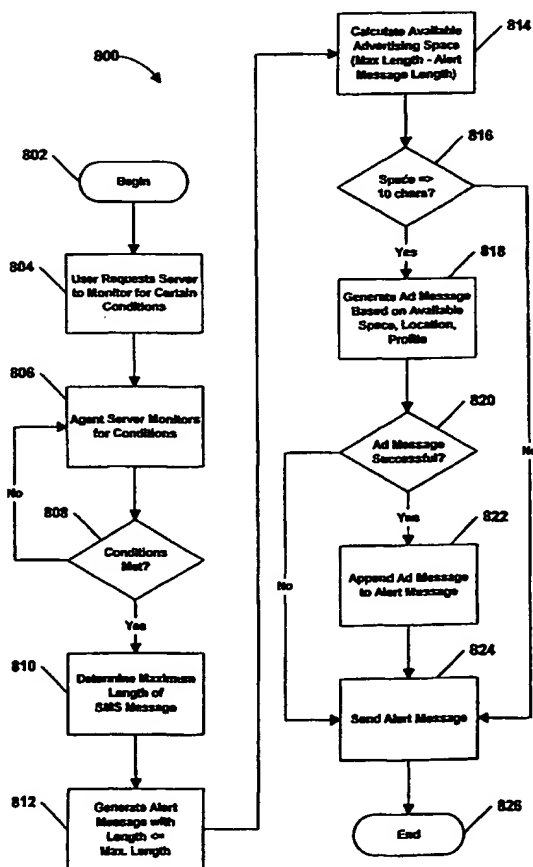 800
802
Begin
804
User Requests Server
to Monitor for Certain
Conditions
806
Agent Server Monitors
for Conditions
No
808
Conditions
Met?
Yes
810
Determine Maximum
Length of
SMS Message
812
Generate Alert
Message with
Length <=
Max. Length
Calculate Available
Advertising Space
(Max Length - Alert
Message Length)
814
816
Space =>
10 chars?
Yes
No
818
Generate Ad Message
Based on Available
Space, Location,
Profile
820
Ad Message
Successful?
Yes
No
822
Append Ad Message
to Alert Message
824
Send Alert Message
End
826